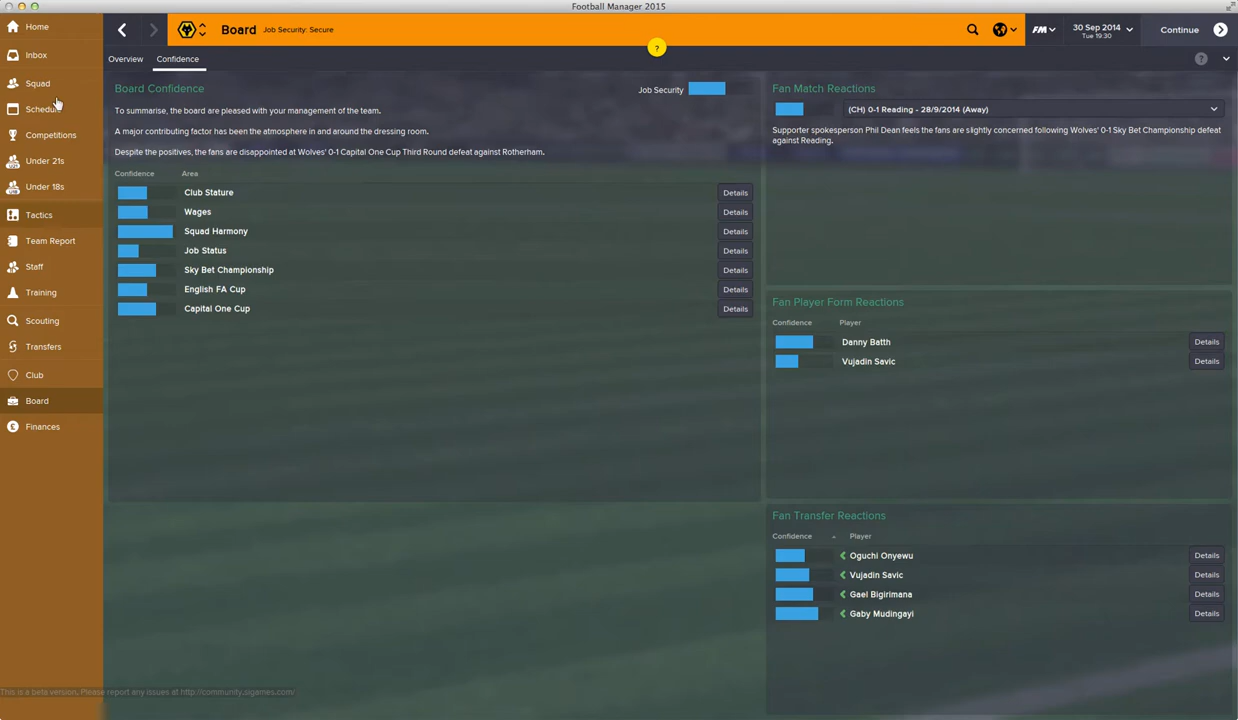 Football Manager 2015
Home
Board
Job Security: Secure
FM
30 Sep 2014
Tue 19:30
Continue
?
Inbox
Overview
Confidence
?
Squad
Schedu
Competitions
Under 21s
Under 18s
Tactics
Team Report
Staff
Training
Scouting
Transfers
Club
Board
Finances
Board Confidence
Job Security
To summarise, the board are pleased with your management of the team.
A major contributing factor has been the atmosphere in and around the dressing room.
Despite the positives, the fans are disappointed at Wolves' 0-1 Capital One Cup Third Round defeat against Rotherham.
Confidence Area
Club Stature Details
Wages Details
Squad Harmony Details
Job Status Details
Sky Bet Championship Details
English FA Cup Details
Capital One Cup Details
Fan Match Reactions
(CH) 0-1 Reading - 28/9/2014 (Away)
Supporter spokesperson Phil Dean feels the fans are slightly concerned following Wolves' 0-1 Sky Bet Championship defeat
against Reading.
Fan Player Form Reactions
Confidence Player
Danny Batth Details
Vujadin Savic Details
Fan Transfer Reactions
Confidence Player
Oguchi Onyewu Details
Vujadin Savic Details
Gael Bigirimana Details
Gaby Mudingayi Details
This is a beta version. Please report any issues at http://community.sigames.com/